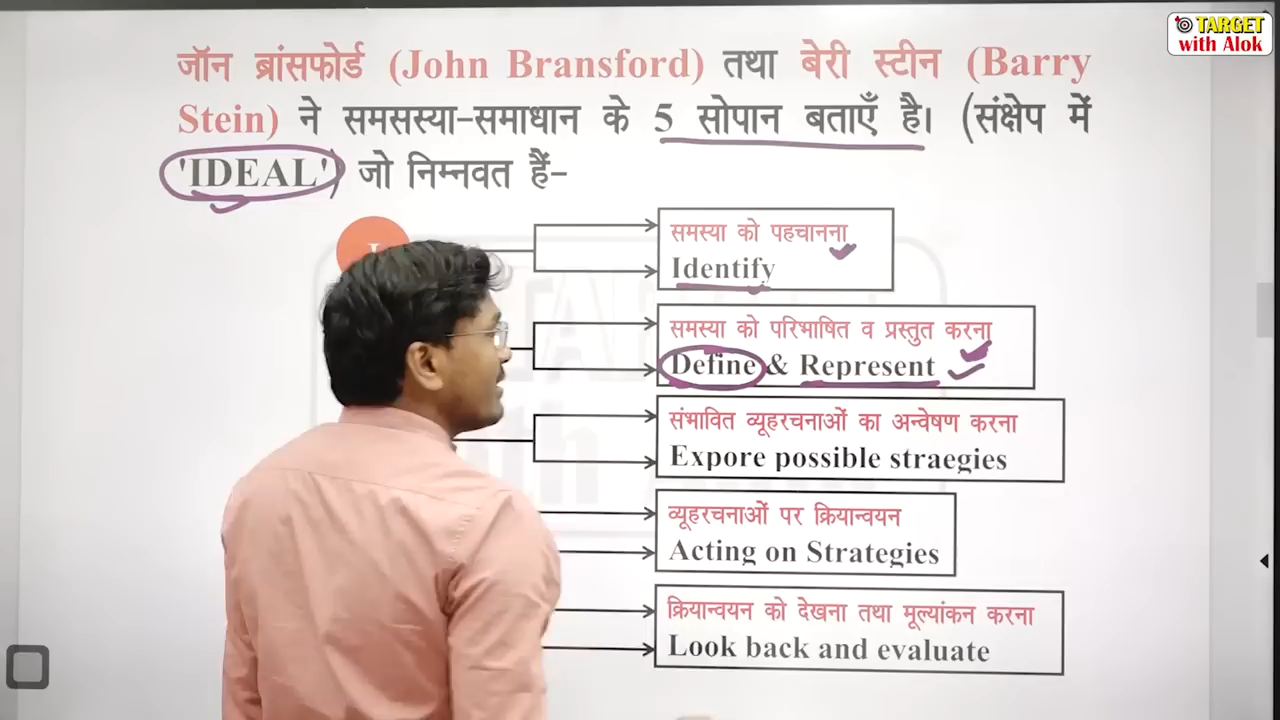 TARGET
with Alok
जॉन ब्रांसफोर्ड (John Bransford) तथा बेरी स्टीन (Barry
Stein) ने समसस्या-समाधान के 5 सोपान बताएँ है। (संक्षेप में
'IDEAL') जो निम्नवत हैं-
समस्या को पहचानना
Identify
समस्या को परिभाषित व प्रस्तुत करना
Define & Represent
संभावित व्यूहरचनाओं का अन्वेषण करना
Expore possible straegies
व्यूहरचनाओं पर क्रियान्वयन
Acting on Strategies
क्रियान्वयन को देखना तथा मूल्यांकन करना
Look back and evaluate